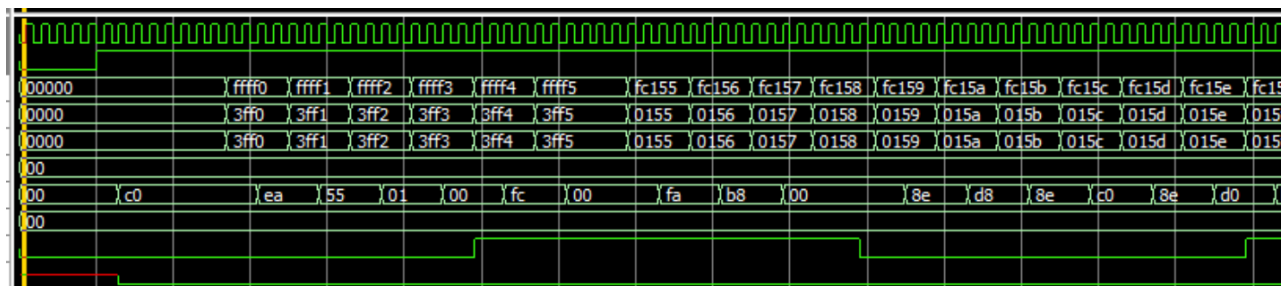 00000 ffff0 ffff1 ffff2 ffff3 ffff4 ffff5 fc155 fc156 fc157 fc158 fc159 fc15a fc15b fc15c fc15d fc15e fc15
0000 3ff0 3ff1 3ff2 3ff3 3ff4 3ff5 0155 0156 0157 0158 0159 015a 015b 015c 015d 015e 015
0000 3ff0 3ff1 3ff2 3ff3 3ff4 3ff5 0155 0156 0157 0158 0159 015a 015b 015c 015d 015e 015
00
00 c0 ea 55 01 00 fc 00 fa b8 00 8e d8 8e c0 8e d0
00